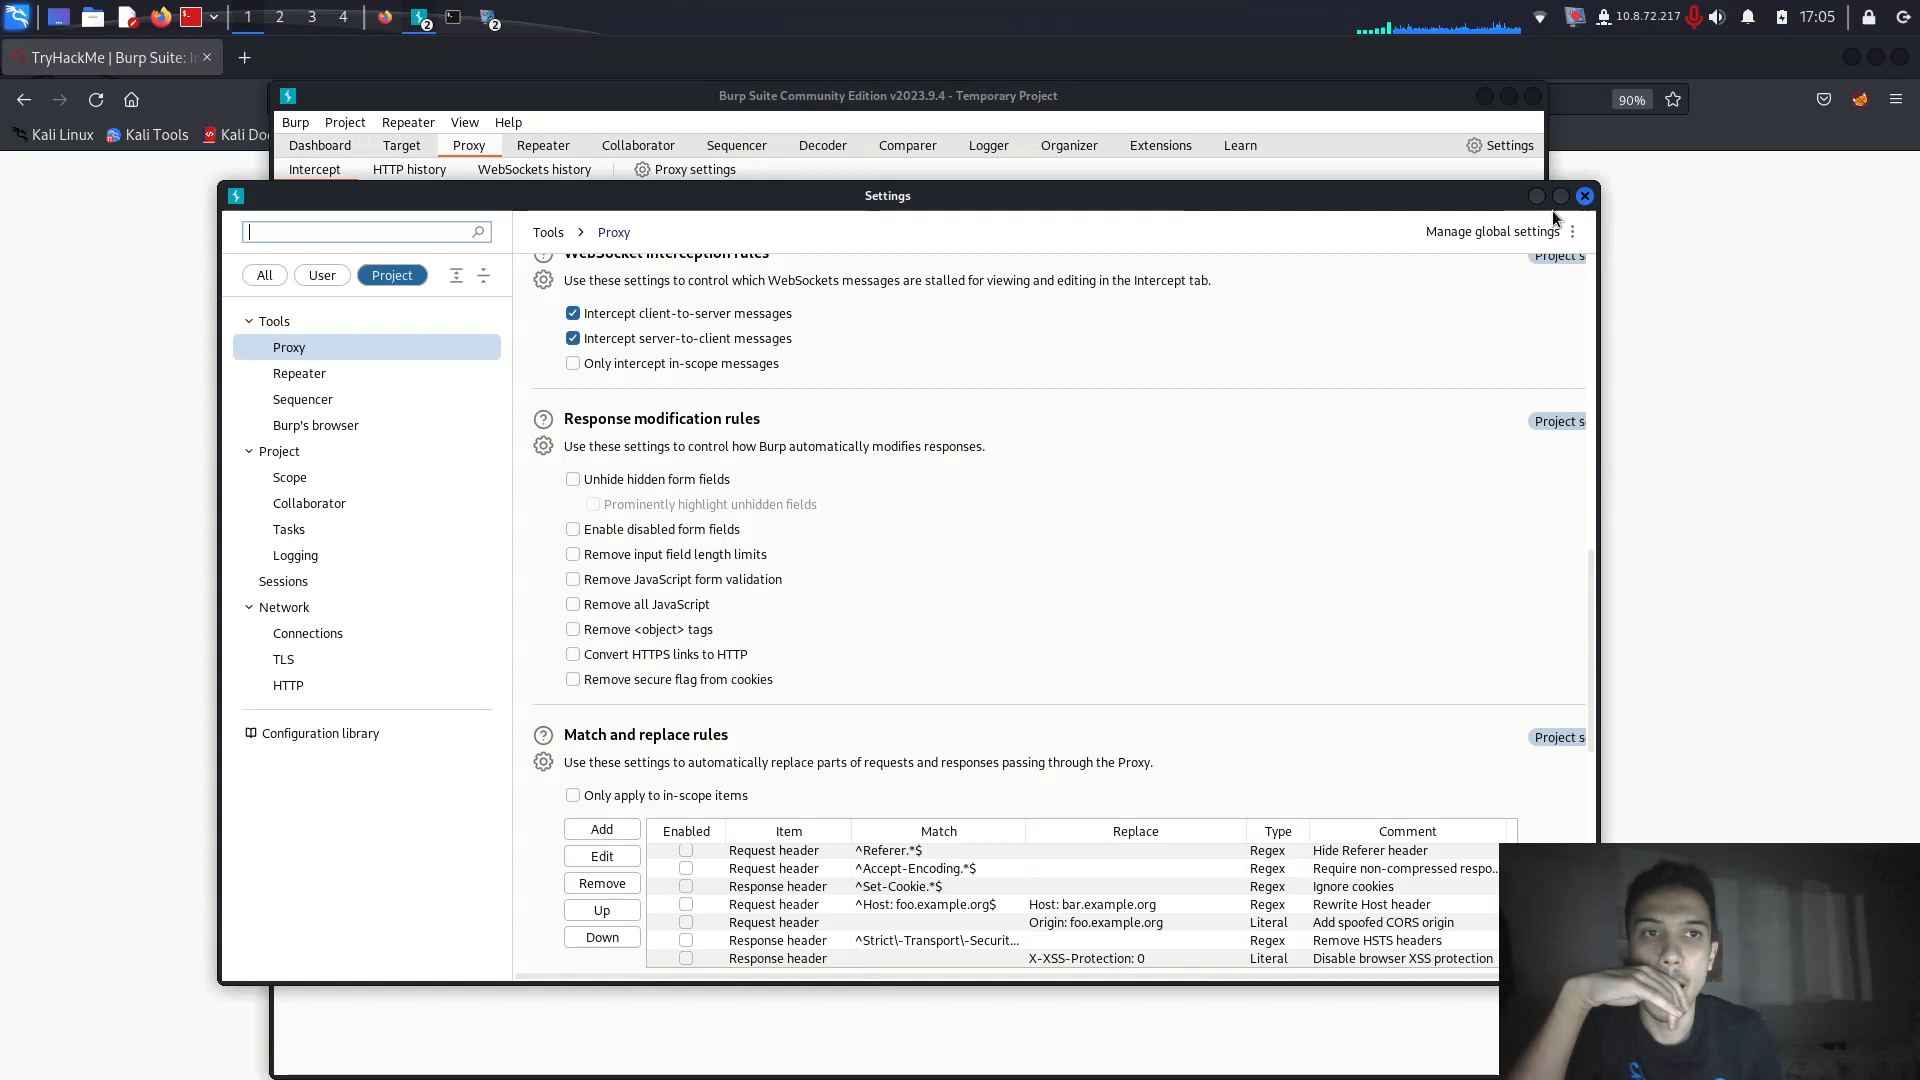 1 2 3 4 2 2 10.8.72.217 17:05
TryHackMe | Burp Suite: I
90%
Kali Linux Kali Tools Kali Do
Burp Suite Community Edition v2023.9.4 - Temporary Project
Burp Project Repeater View Help
Dashboard Target Proxy Repeater Collaborator Sequencer Decoder Comparer Logger Organizer Extensions Learn Settings
Intercept HTTP history WebSockets history Proxy settings
Settings
Tools > Proxy Manage global settings
All User Project
Tools
Proxy
Repeater
Sequencer
Burp's browser
Project
Scope
Collaborator
Tasks
Logging
Sessions
Network
Connections
TLS
HTTP
Configuration library
WebSocket interception rules Project s
Use these settings to control which WebSockets messages are stalled for viewing and editing in the Intercept tab.
Intercept client-to-server messages
Intercept server-to-client messages
Only intercept in-scope messages
Response modification rules Project s
Use these settings to control how Burp automatically modifies responses.
Unhide hidden form fields
Prominently highlight unhidden fields
Enable disabled form fields
Remove input field length limits
Remove JavaScript form validation
Remove all JavaScript
Remove <object> tags
Convert HTTPS links to HTTP
Remove secure flag from cookies
Match and replace rules Project s
Use these settings to automatically replace parts of requests and responses passing through the Proxy.
Only apply to in-scope items
Add
Edit
Remove
Up
Down
Enabled Item Match Replace Type Comment
Request header ^Referer.*$ Regex Hide Referer header
Request header ^Accept-Encoding.*$ Regex Require non-compressed respo...
Response header ^Set-Cookie.*$ Regex Ignore cookies
Request header ^Host: foo.example.org$ Host: bar.example.org Regex Rewrite Host header
Request header Origin: foo.example.org Literal Add spoofed CORS origin
Response header ^Strict\-Transport\-Securit... Regex Remove HSTS headers
Response header X-XSS-Protection: 0 Literal Disable browser XSS protection